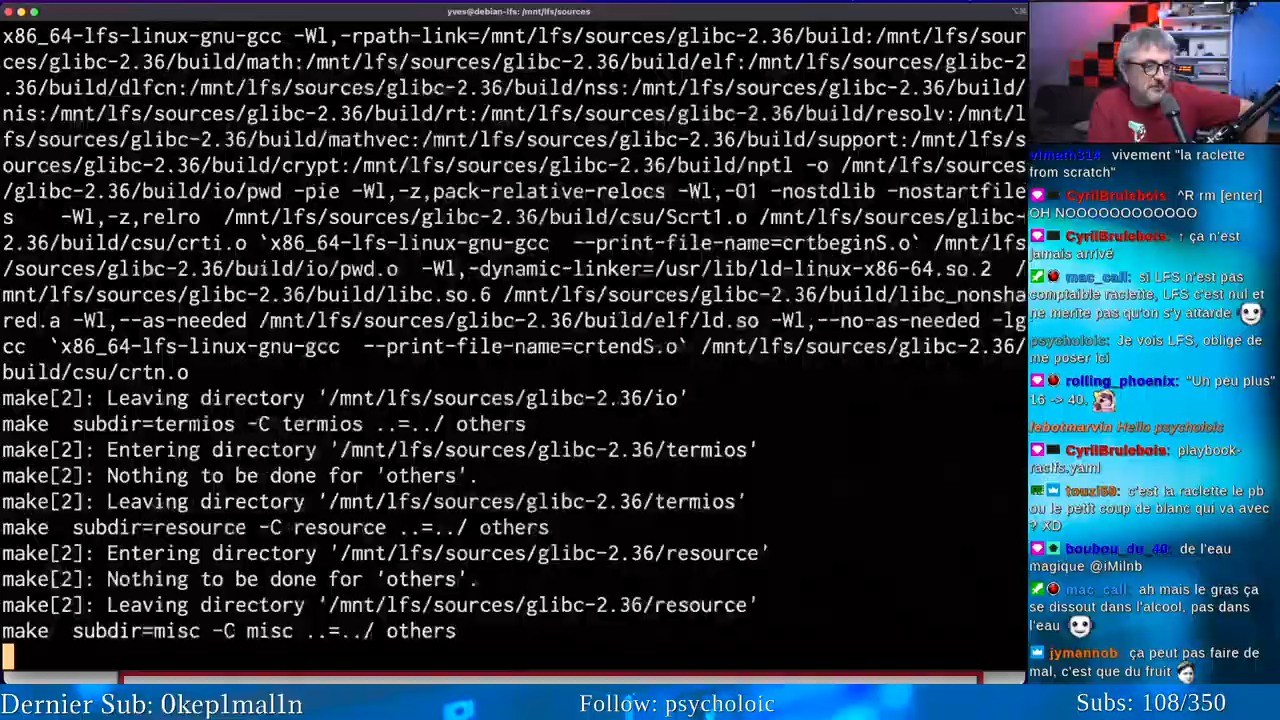 yves@debian-lfs: /mnt/lfs/sources
x86_64-lfs-linux-gnu-gcc -Wl,-rpath-link=/mnt/lfs/sources/glibc-2.36/build:/mnt/lfs/sour
ces/glibc-2.36/build/math:/mnt/lfs/sources/glibc-2.36/build/elf:/mnt/lfs/sources/glibc-2
.36/build/dlfcn:/mnt/lfs/sources/glibc-2.36/build/nss:/mnt/lfs/sources/glibc-2.36/build/
nis:/mnt/lfs/sources/glibc-2.36/build/rt:/mnt/lfs/sources/glibc-2.36/build/resolv:/mnt/l
fs/sources/glibc-2.36/build/mathvec:/mnt/lfs/sources/glibc-2.36/build/support:/mnt/lfs/s
ources/glibc-2.36/build/crypt:/mnt/lfs/sources/glibc-2.36/build/nptl -o /mnt/lfs/sources
/glibc-2.36/build/io/pwd -pie -Wl,-z,pack-relative-relocs -Wl,-O1 -nostdlib -nostartfile
s    -Wl,-z,relro  /mnt/lfs/sources/glibc-2.36/build/csu/Scrt1.o /mnt/lfs/sources/glibc-
2.36/build/csu/crti.o `x86_64-lfs-linux-gnu-gcc  --print-file-name=crtbeginS.o` /mnt/lfs
/sources/glibc-2.36/build/io/pwd.o  -Wl,-dynamic-linker=/usr/lib/ld-linux-x86-64.so.2  /
mnt/lfs/sources/glibc-2.36/build/libc.so.6 /mnt/lfs/sources/glibc-2.36/build/libc_nonsha
red.a -Wl,--as-needed /mnt/lfs/sources/glibc-2.36/build/elf/ld.so -Wl,--no-as-needed -lg
cc  `x86_64-lfs-linux-gnu-gcc  --print-file-name=crtendS.o` /mnt/lfs/sources/glibc-2.36/
build/csu/crtn.o
make[2]: Leaving directory '/mnt/lfs/sources/glibc-2.36/io'
make  subdir=termios -C termios ..=../ others
make[2]: Entering directory '/mnt/lfs/sources/glibc-2.36/termios'
make[2]: Nothing to be done for 'others'.
make[2]: Leaving directory '/mnt/lfs/sources/glibc-2.36/termios'
make  subdir=resource -C resource ..=../ others
make[2]: Entering directory '/mnt/lfs/sources/glibc-2.36/resource'
make[2]: Nothing to be done for 'others'.
make[2]: Leaving directory '/mnt/lfs/sources/glibc-2.36/resource'
make  subdir=misc -C misc ..=../ others
vimeth314 vivement "la raclette
from scratch"
CyrilBrulebois: ^R rm [enter]
OH NOOOOOOOOOOO
CyrilBrulebois: ↑ ça n'est
jamais arrivé
mac_call: si LFS n'est pas
comptaible raclette, LFS c'est nul et
ne merite pas qu'on s'y attarde
psycholoic: Je vois LFS, oblige de
me poser ici
rolling_phoenix: "Un peu plus"
16 -> 40.
lebotmarvin Hello psycholoic
CyrilBrulebois: playbook-
raclfs.yaml
touxi59: c'est la raclette le pb
ou le petit coup de blanc qui va avec
? XD
boubou_du_40: de l'eau
magique @iMilnb
mac_call: ah mais le gras ça
se dissout dans l'alcool, pas dans
l'eau
jymannob: ça peut pas faire de
mal, c'est que du fruit
Dernier Sub: 0kep1mal1n
Follow: psycholoic
Subs: 108/350